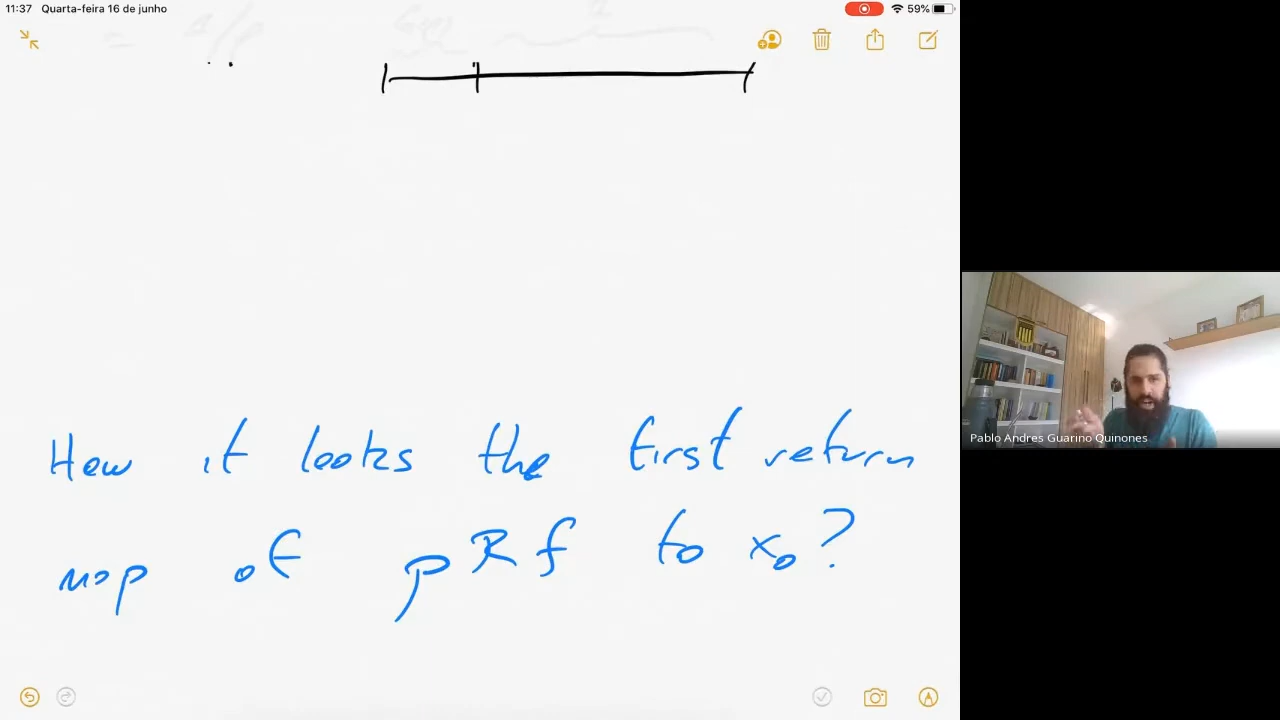 11:37 Quarta-feira 16 de junho
59%
How it looks the first return
map of pRf to x₀?
Pablo Andres Guarino Quinones